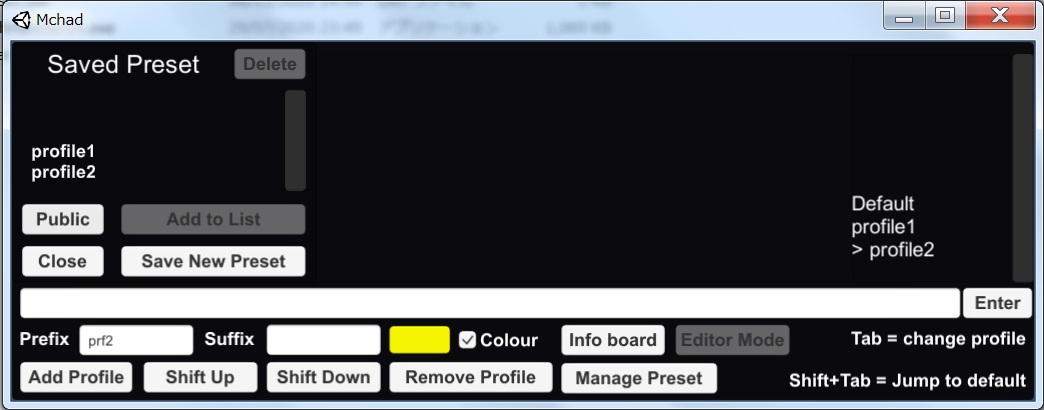 Mchad
Saved Preset
Delete
profile1
profile2
Public
Add to List
Close
Save New Preset
Default
profile1
> profile2
Enter
Prefix
prf2
Suffix
Colour
Info board
Editor Mode
Tab = change profile
Add Profile
Shift Up
Shift Down
Remove Profile
Manage Preset
Shift+Tab = Jump to default